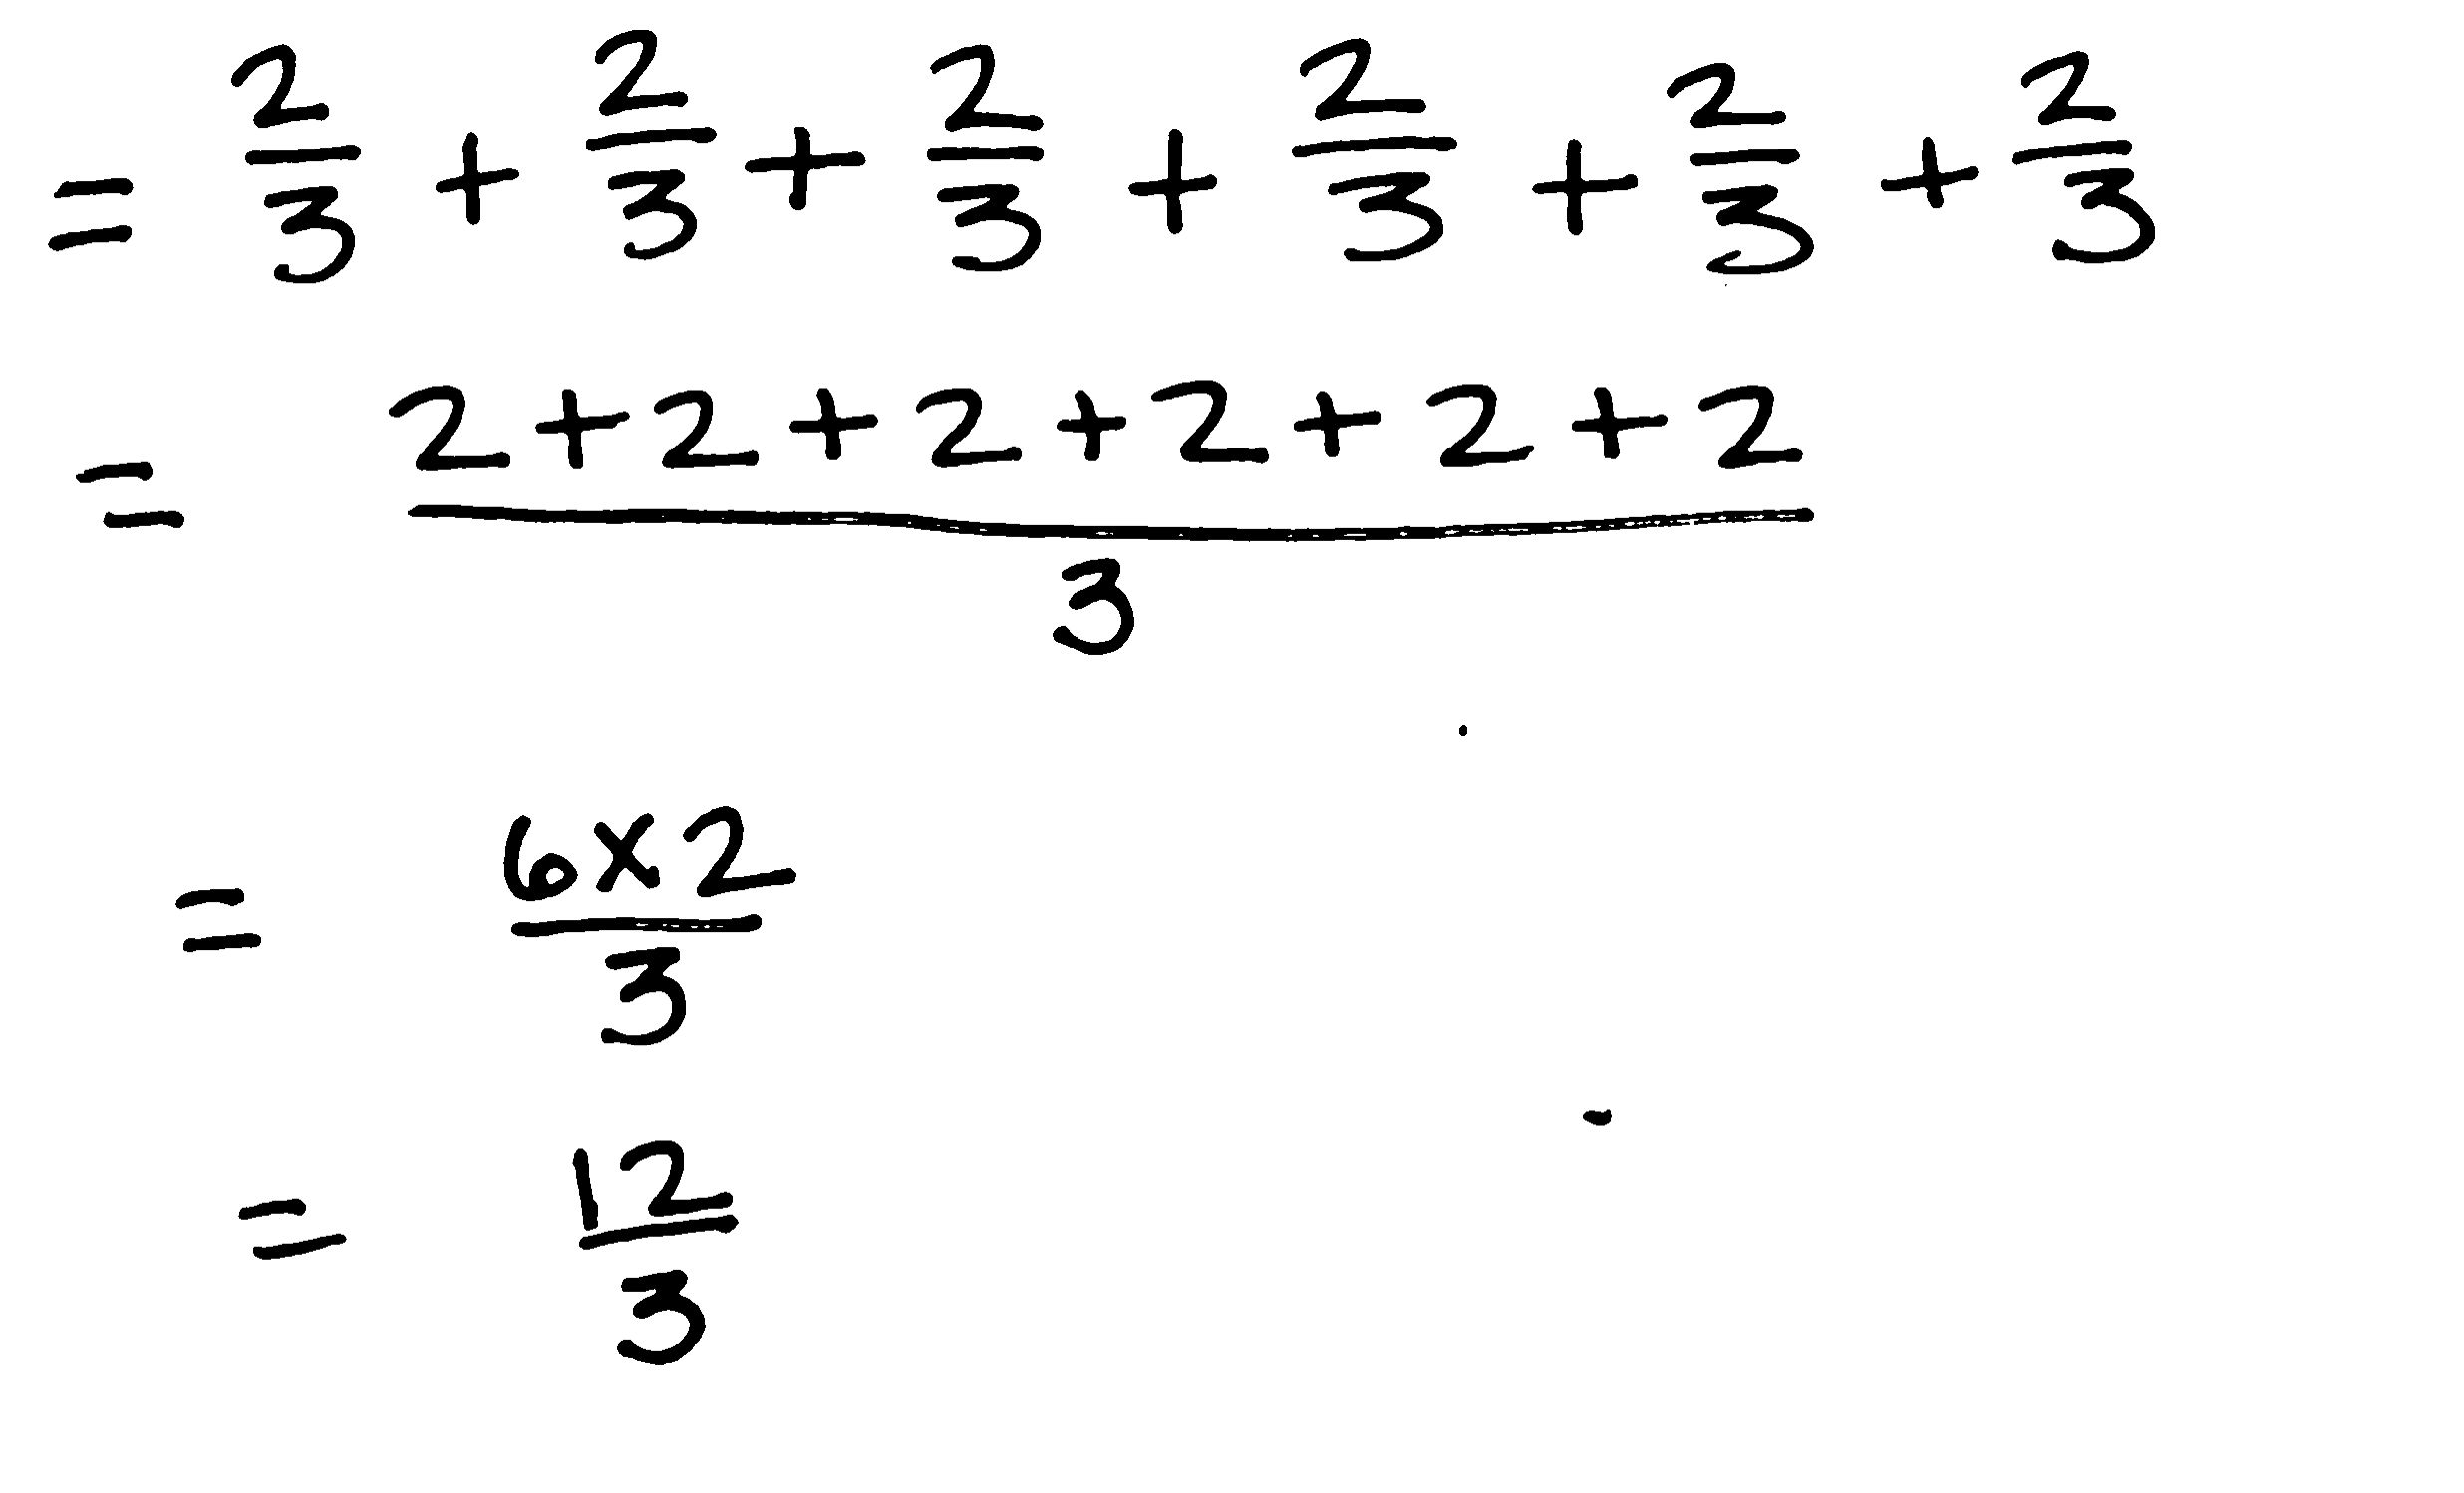 = 2/3 + 2/3 + 2/3 + 2/3 + 2/3 + 2/3
= (2+2+2+2+2+2)/3
= (6×2)/3
= 12/3